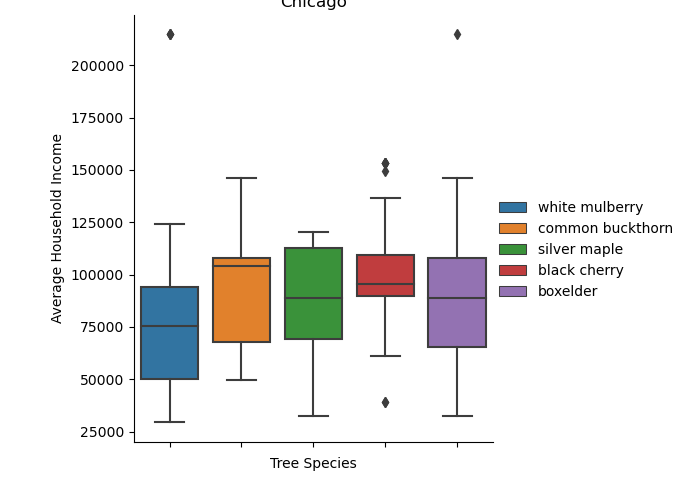 Chicago
200000
175000
150000
125000
100000
75000
50000
25000
Average Household Income
Tree Species
white mulberry
common buckthorn
silver maple
black cherry
boxelder